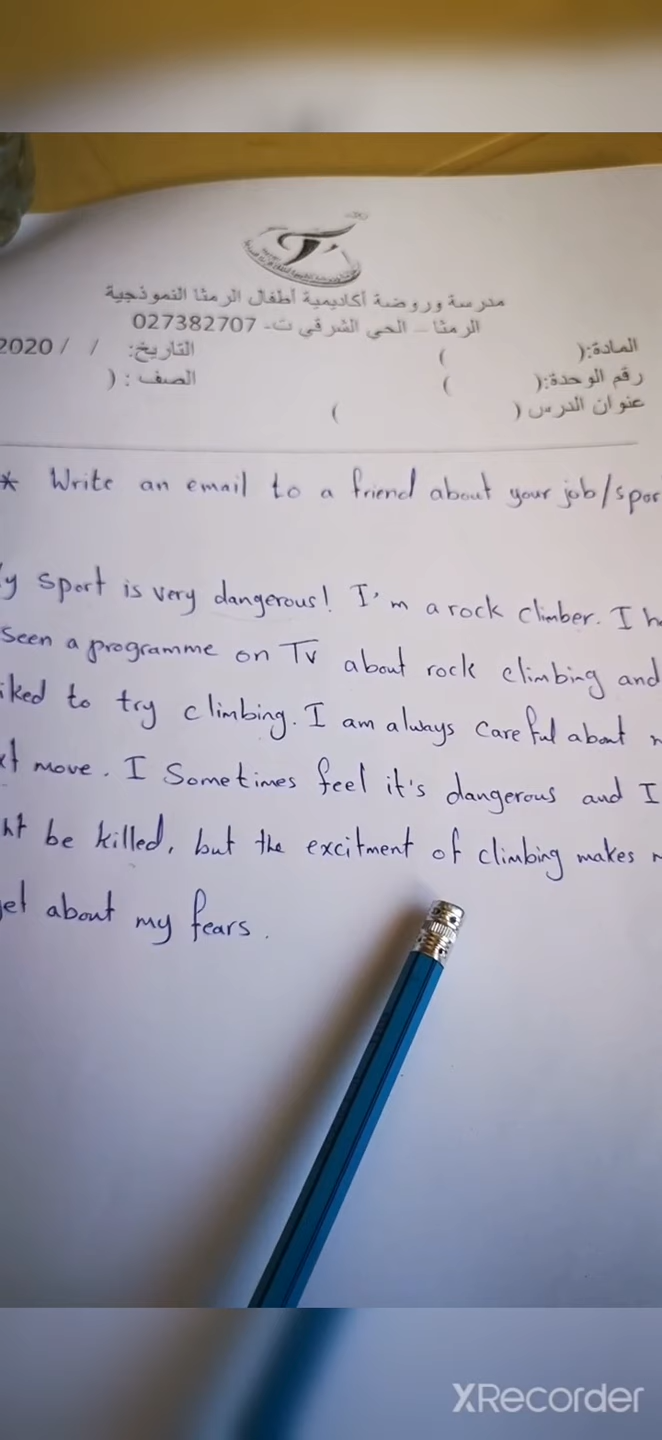 مدرسة وروضة أكاديمية أطفال الرمثا النموذجية
الرمثا - الحي الشرقي ت- 027382707
المادة:( ) التاريخ: / / 2020
رقم الوحدة:( ) الصف : (
عنوان الدرس ( )
* Write an email to a friend about your job/spor
y sport is very dangerous! I'm a rock climber. I h
seen a programme on TV about rock climbing and
iked to try climbing. I am always careful about
xt move. I Sometimes feel it's dangerous and I
ht be killed, but the excitment of climbing makes
get about my fears.
XRecorder